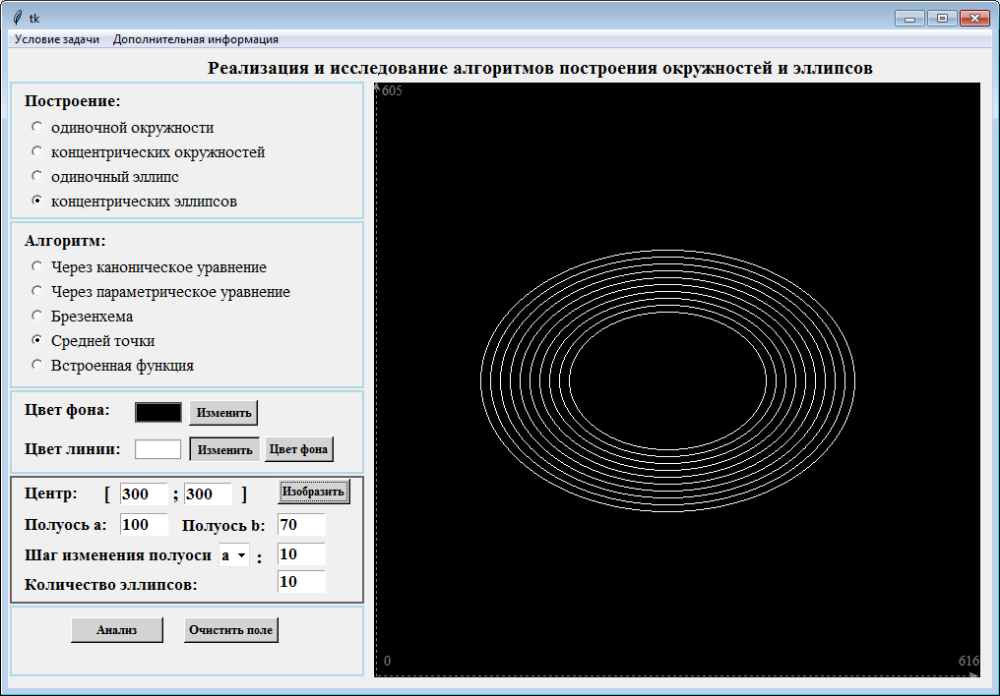 tk
Условие задачи Дополнительная информация
Реализация и исследование алгоритмов построения окружностей и эллипсов
Построение:
одиночной окружности
концентрических окружностей
одиночный эллипс
концентрических эллипсов
Алгоритм:
Через каноническое уравнение
Через параметрическое уравнение
Брезенхема
Средней точки
Встроенная функция
Цвет фона: Изменить
Цвет линии: Изменить Цвет фона
Центр: [ 300 ; 300 ] Изобразить
Полуось a: 100 Полуось b: 70
Шаг изменения полуоси a : 10
Количество эллипсов: 10
Анализ Очистить поле
605
0 616